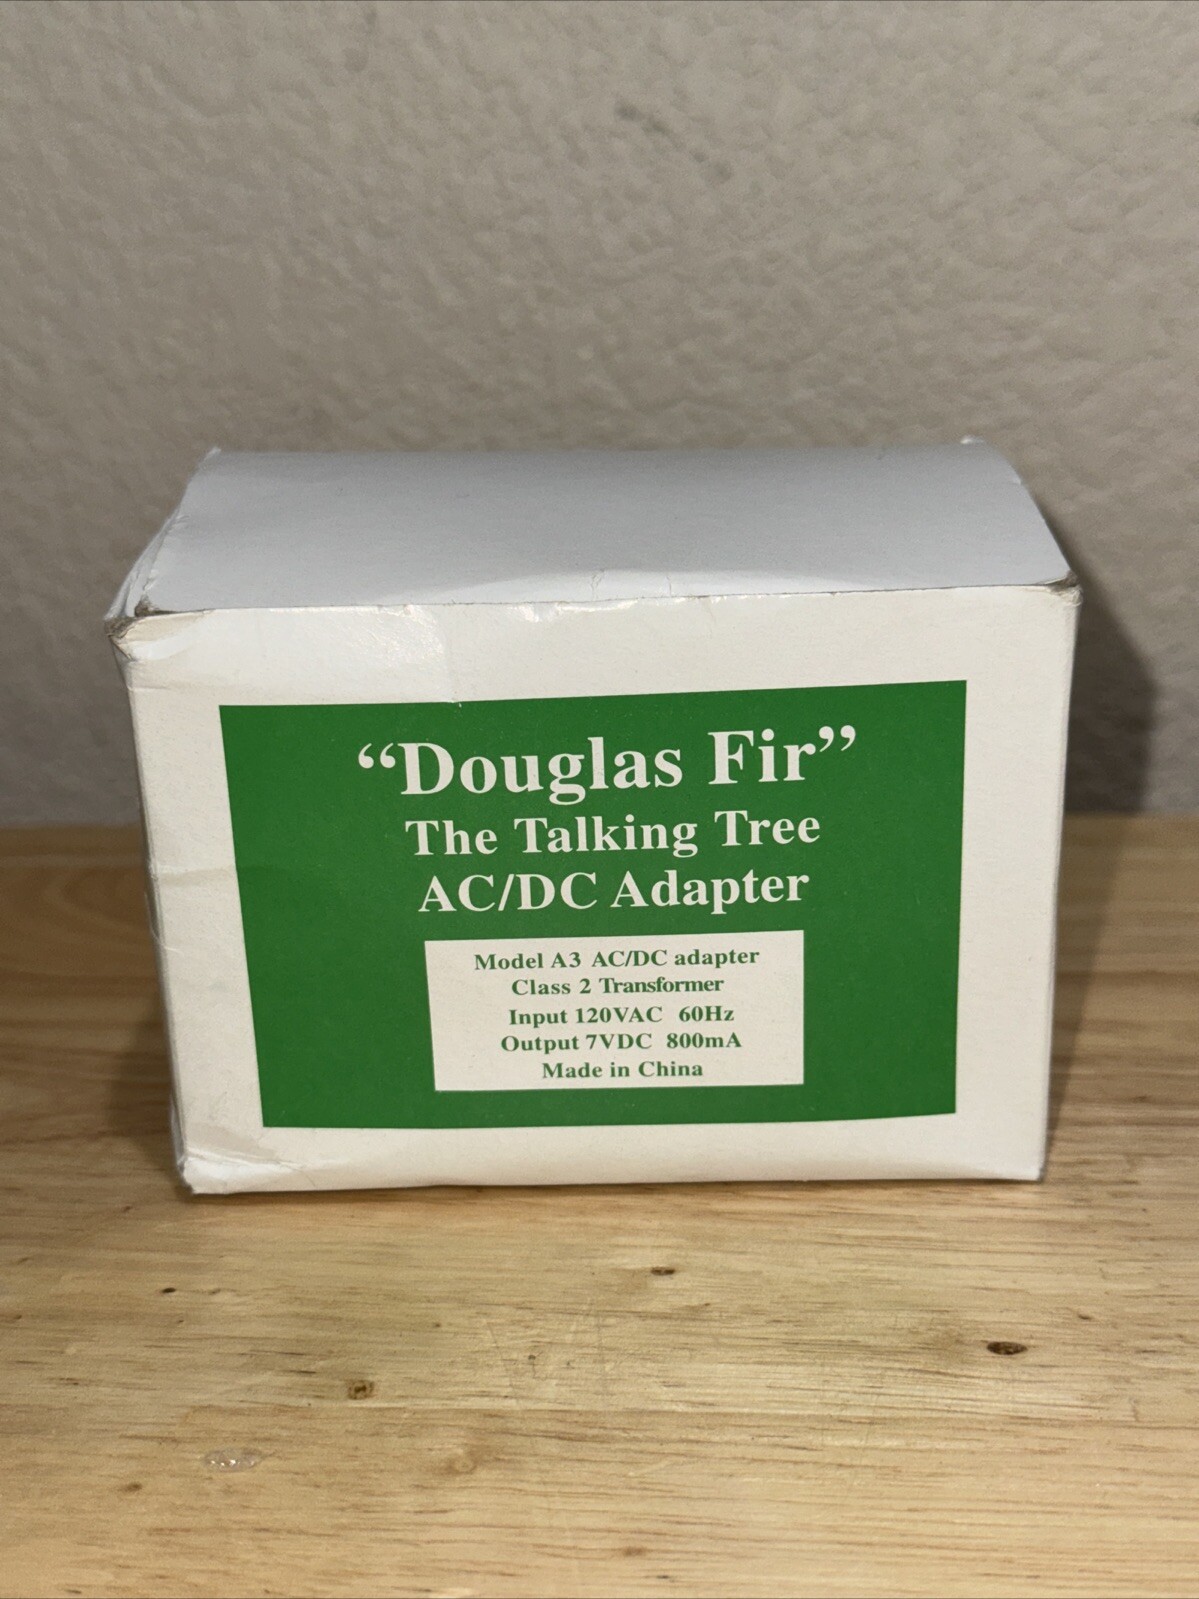 “Douglas Fir”
The Talking Tree
AC/DC Adapter
Model A3 AC/DC adapter
Class 2 Transformer
Input 120VAC 60Hz
Output 7VDC 800mA
Made in China